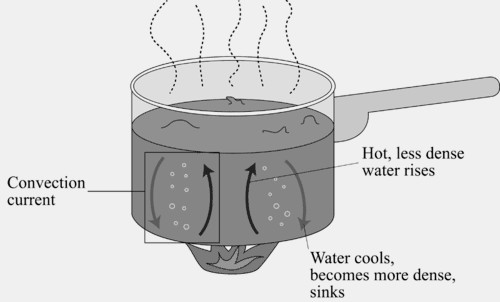 Convection
current
Hot, less dense
water rises
Water cools,
becomes more dense,
sinks